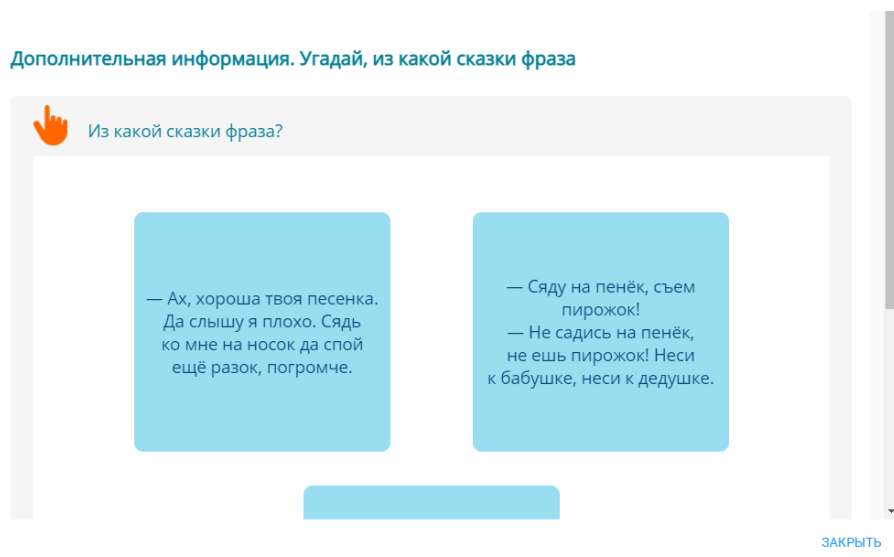 Дополнительная информация. Угадай, из какой сказки фраза
Из какой сказки фраза?
— Ах, хороша твоя песенка.
Да слышу я плохо. Сядь
ко мне на носок да спой
ещё разок, погромче.
— Сяду на пенёк, съем
пирожок!
— Не садись на пенёк,
не ешь пирожок! Неси
к бабушке, неси к дедушке.
ЗАКРЫТЬ